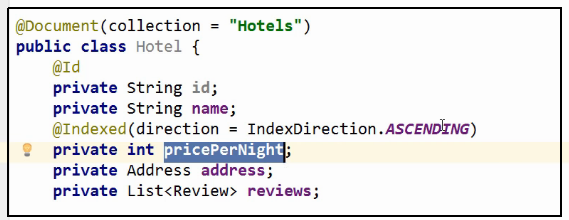 @Document(collection = "Hotels")
public class Hotel {
@Id
private String id;
private String name;
@Indexed(direction = IndexDirection.ASCENDING)
private int pricePerNight;
private Address address;
private List<Review> reviews;